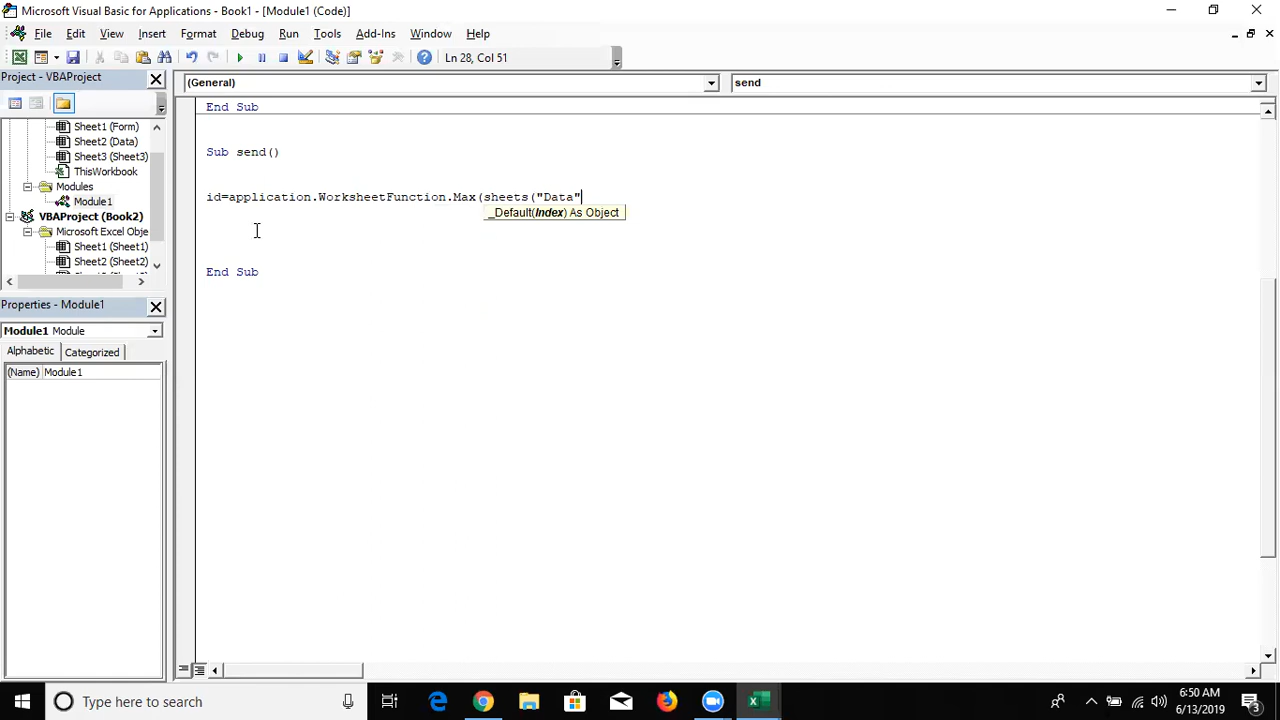 Microsoft Visual Basic for Applications - Book1 - [Module1 (Code)]
File Edit View Insert Format Debug Run Tools Add-Ins Window Help
Ln 28, Col 51
Project - VBAProject
(General) send
Sheet1 (Form)
Sheet2 (Data)
Sheet3 (Sheet3)
ThisWorkbook
Modules
Module1
VBAProject (Book2)
Microsoft Excel Obje
Sheet1 (Sheet1)
Sheet2 (Sheet2)
End Sub
Sub send()
id=application.WorksheetFunction.Max(sheets("Data"
_Default(Index) As Object
End Sub
Properties - Module1
Module1 Module
Alphabetic Categorized
(Name) Module1
Type here to search
6:50 AM
6/13/2019
3